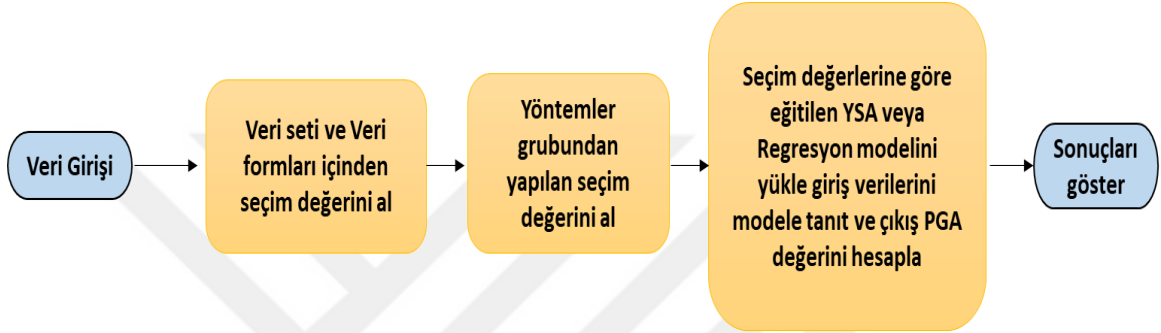 Veri Girişi
Veri seti ve Veri
formları içinden
seçim değerini al
Yöntemler
grubundan
yapılan seçim
değerini al
Seçim değerlerine göre
eğitilen YSA veya
Regresyon modelini
yükle giriş verilerini
modele tanıt ve çıkış PGA
değerini hesapla
Sonuçları
göster